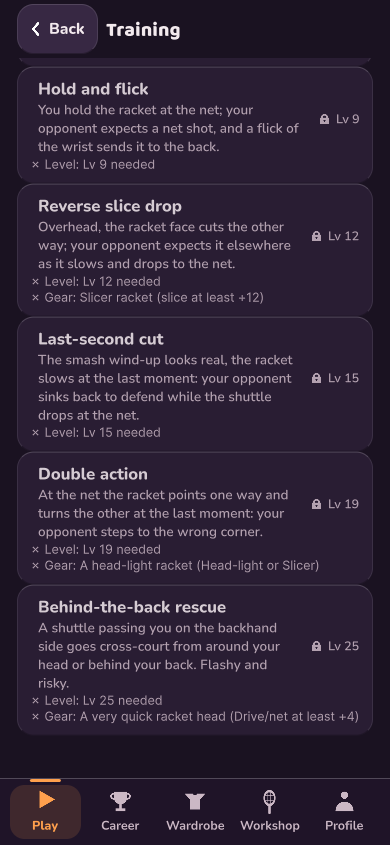 Back
Training
Hold and flick
You hold the racket at the net; your
opponent expects a net shot, and a flick of
the wrist sends it to the back.
Lv 9
× Level: Lv 9 needed
Reverse slice drop
Overhead, the racket face cuts the other
way; your opponent expects it elsewhere
as it slows and drops to the net.
Lv 12
× Level: Lv 12 needed
× Gear: Slicer racket (slice at least +12)
Last-second cut
The smash wind-up looks real, the racket
slows at the last moment: your opponent
sinks back to defend while the shuttle
drops at the net.
Lv 15
× Level: Lv 15 needed
Double action
At the net the racket points one way and
turns the other at the last moment: your
opponent steps to the wrong corner.
Lv 19
× Level: Lv 19 needed
× Gear: A head-light racket (Head-light or Slicer)
Behind-the-back rescue
A shuttle passing you on the backhand
side goes cross-court from around your
head or behind your back. Flashy and
risky.
Lv 25
× Level: Lv 25 needed
× Gear: A very quick racket head (Drive/net at least +4)
Play
Career
Wardrobe
Workshop
Profile